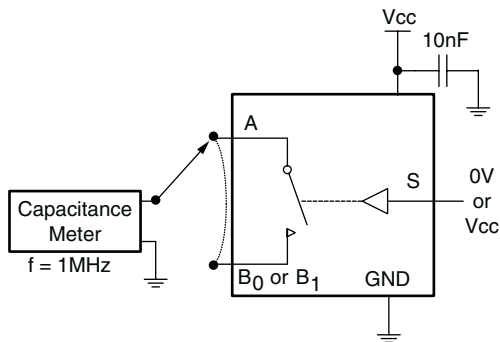 Vcc
10nF
A
S
0V
or
Vcc
Capacitance
Meter
f = 1MHz
B0 or B1
GND